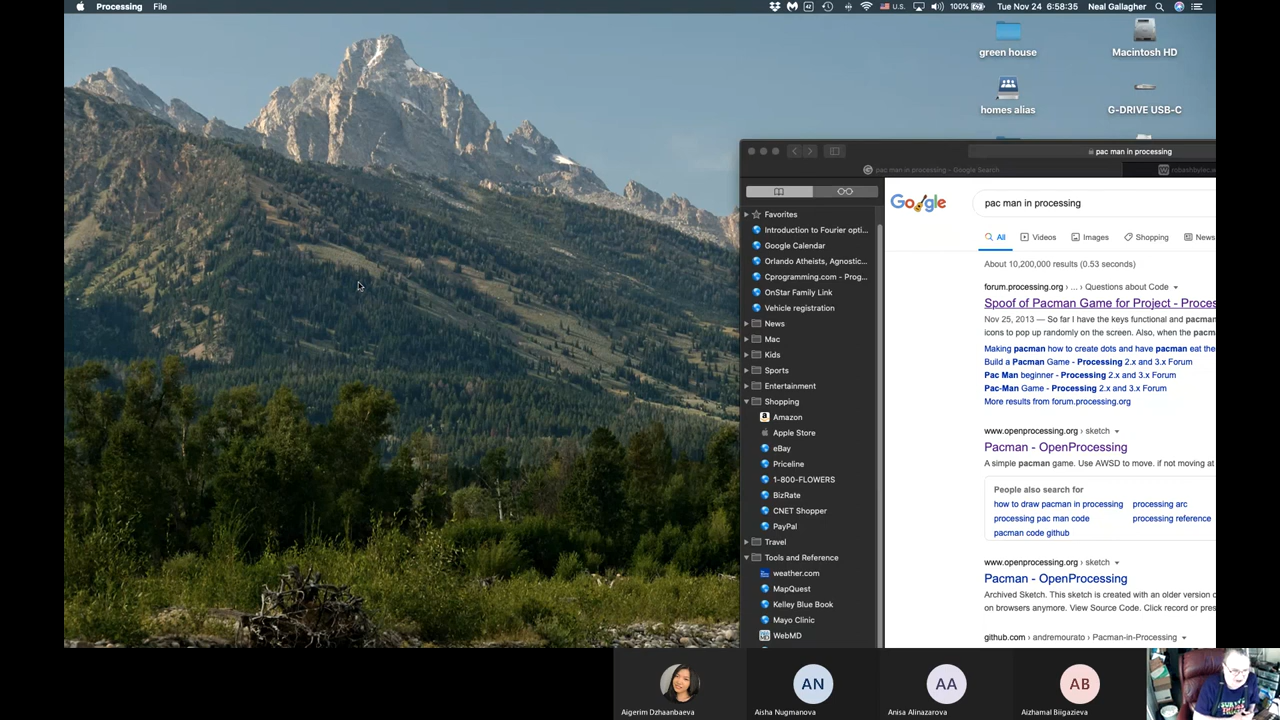 Processing File
42
U.S.
100%
Tue Nov 24 6:58:35
Neal Gallagher
green house
Macintosh HD
homes alias
G-DRIVE USB-C
pac man in processing
pac man in processing – Google Search
Favorites
Introduction to Fourier opti...
Google Calendar
Orlando Atheists, Agnostic...
Cprogramming.com - Prog...
OnStar Family Link
Vehicle registration
News
Mac
Kids
Sports
Entertainment
Shopping
Amazon
Apple Store
eBay
Priceline
1-800-FLOWERS
BizRate
CNET Shopper
PayPal
Travel
Tools and Reference
weather.com
MapQuest
Kelley Blue Book
Mayo Clinic
WebMD
Google
pac man in processing
All Videos Images Shopping News
About 10,200,000 results (0.53 seconds)
forum.processing.org › ... › Questions about Code
Spoof of Pacman Game for Project - Proces
Nov 25, 2013 — So far I have the keys functional and pacman
icons to pop up randomly on the screen. Also, when the pacm
Making pacman how to create dots and have pacman eat the
Build a Pacman Game - Processing 2.x and 3.x Forum
Pac Man beginner - Processing 2.x and 3.x Forum
Pac-Man Game - Processing 2.x and 3.x Forum
More results from forum.processing.org
www.openprocessing.org › sketch
Pacman - OpenProcessing
A simple pacman game. Use AWSD to move. if not moving at
People also search for
how to draw pacman in processing processing arc
processing pac man code processing reference
pacman code github
www.openprocessing.org › sketch
Pacman - OpenProcessing
Archived Sketch. This sketch is created with an older version o
on browsers anymore. View Source Code. Click record or pres
github.com › andremourato › Pacman-in-Processing
AN
AA
AB
Aigerim Dzhaanbaeva
Aisha Nugmanova
Anisa Alinazarova
Aizhamal Biigazieva